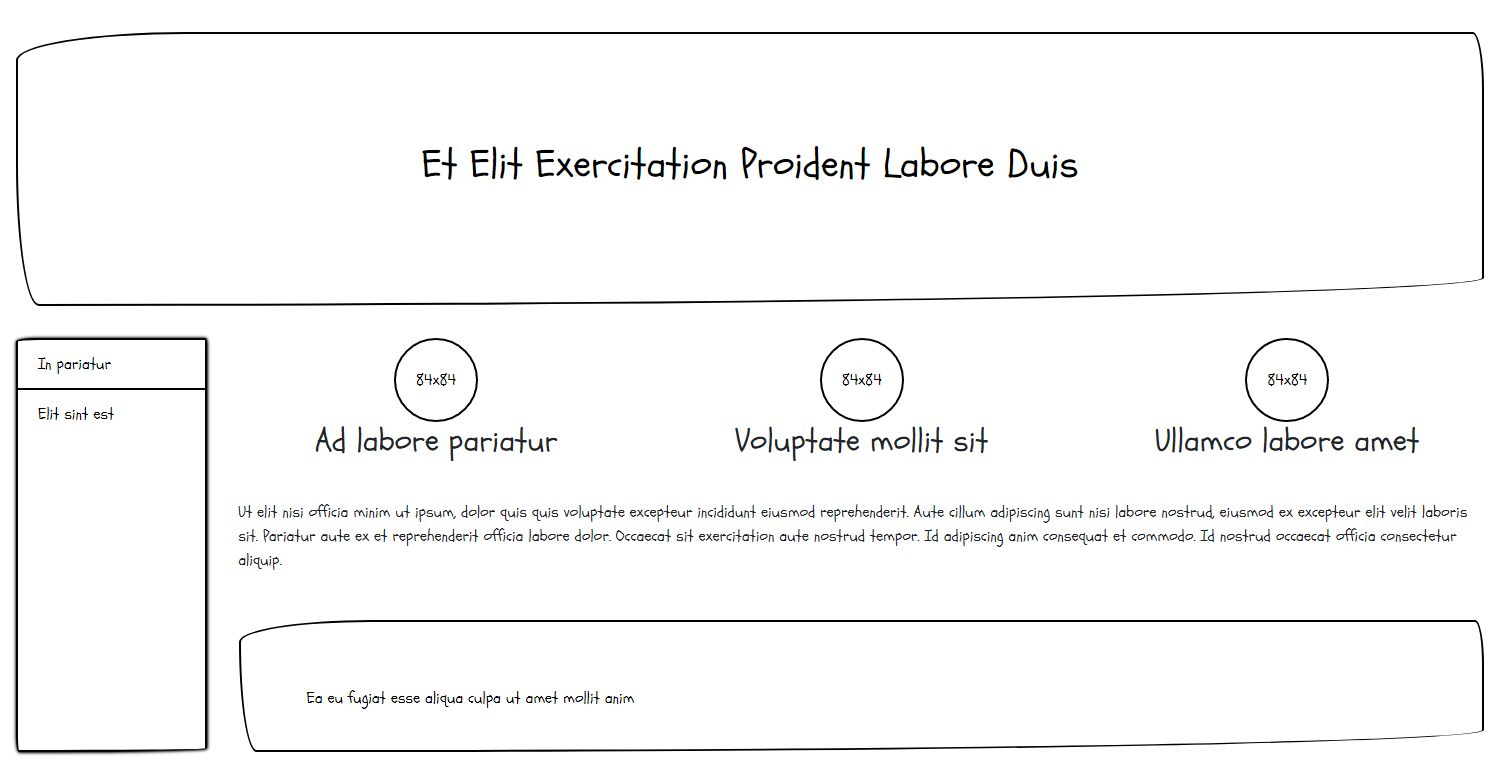 Et Elit Exercitation Proident Labore Duis
In pariatur
Elit sint est
84x84
84x84
84x84
Ad labore pariatur
Voluptate mollit sit
Ullamco labore amet
Ut elit nisi officia minim ut ipsum, dolor quis quis voluptate excepteur incididunt eiusmod reprehenderit. Aute cillum adipiscing sunt nisi labore nostrud, eiusmod ex excepteur elit velit laboris
sit. Pariatur aute ex et reprehenderit officia labore dolor. Occaecat sit exercitation aute nostrud tempor. Id adipiscing anim consequat et commodo. Id nostrud occaecat officia consectetur
aliquip.
Ea eu fugiat esse aliqua culpa ut amet mollit anim